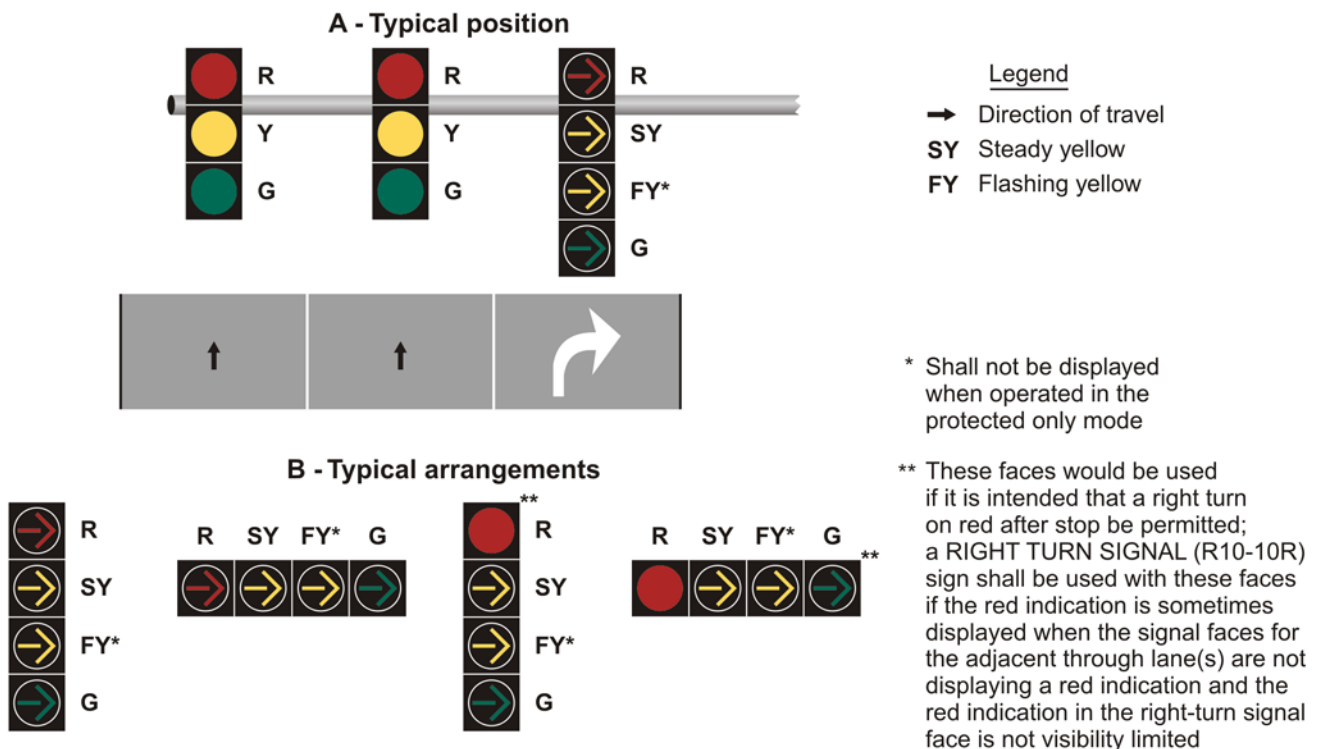 A - Typical position
R
Y
G
R
Y
G
R
SY
FY*
G
Legend
Direction of travel
SY Steady yellow
FY Flashing yellow
* Shall not be displayed
when operated in the
protected only mode
B - Typical arrangements
R
SY
FY*
G
R SY FY* G
**
R
SY
FY*
G
R SY FY* G
**
** These faces would be used
if it is intended that a right turn
on red after stop be permitted;
a RIGHT TURN SIGNAL (R10-10R)
sign shall be used with these faces
if the red indication is sometimes
displayed when the signal faces for
the adjacent through lane(s) are not
displaying a red indication and the
red indication in the right-turn signal
face is not visibility limited